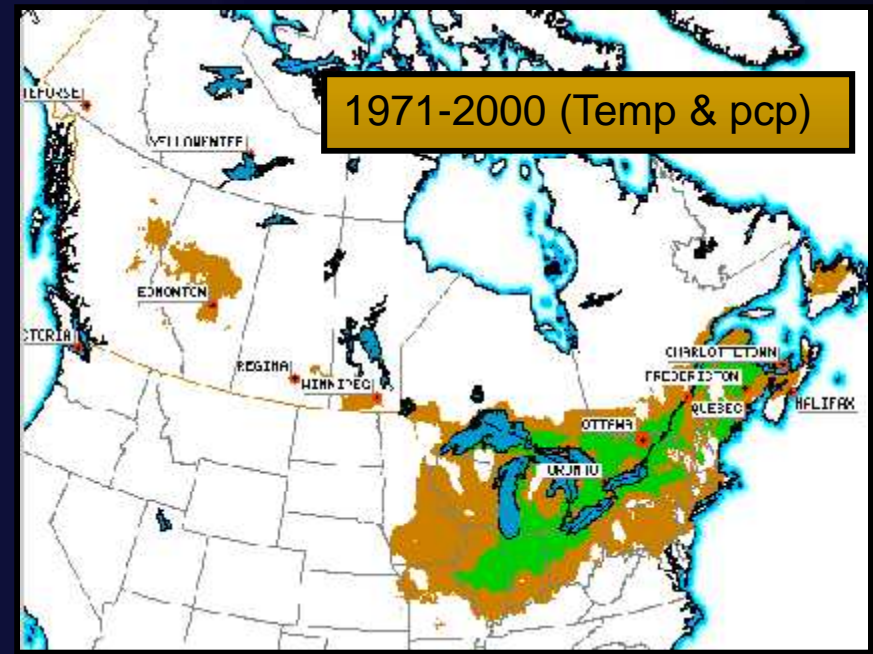 1971-2000 (Temp & pcp)
EDMONTON
REGINA
WINNIPEG
CHARLOTTETOWN
FREDERICTON
QUEBEC
HALIFAX
OTTAWA